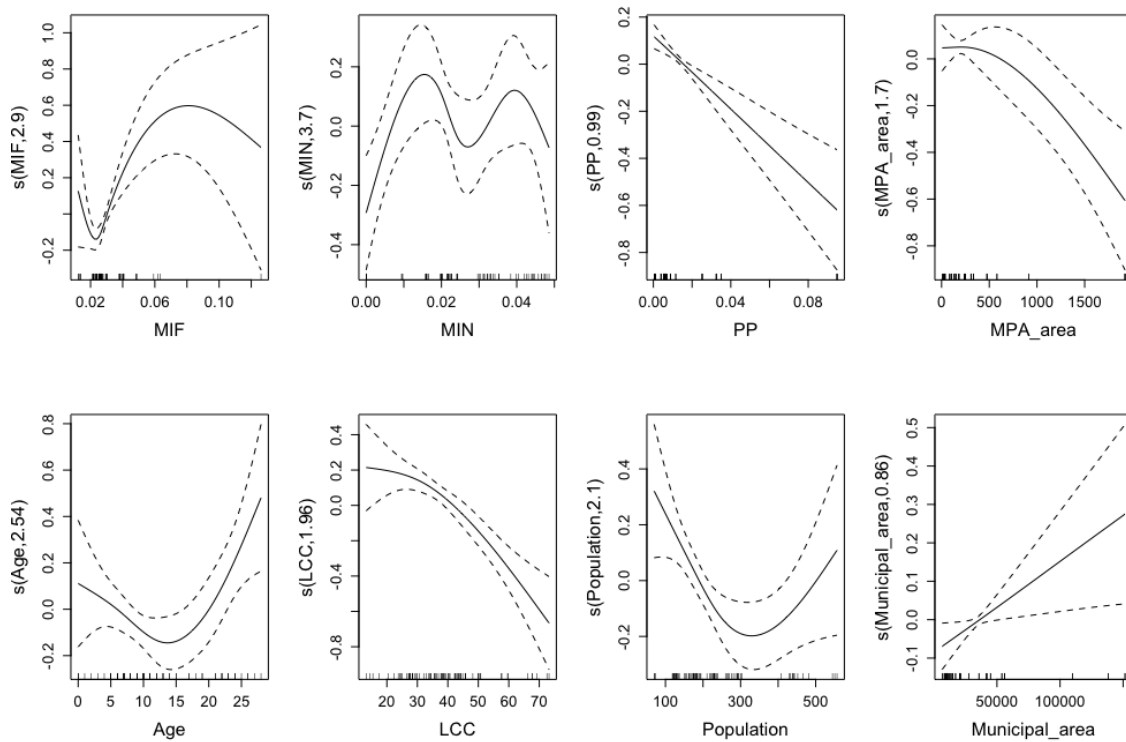 s(MIF,2.9)
-0.2 0.2 0.4 0.6 0.8 1.0
0.02 0.06 0.10
MIF
s(MIN,3.7)
-0.4 -0.2 0.0 0.2
0.00 0.02 0.04
MIN
s(PP,0.99)
-0.8 -0.6 -0.4 -0.2 0.0 0.2
0.00 0.04 0.08
PP
s(MPA_area,1.7)
-0.8 -0.6 -0.4 -0.2 0.0
0 500 1000 1500
MPA_area
s(Age,2.54)
-0.2 0.0 0.2 0.4 0.6 0.8
0 5 10 15 20 25
Age
s(LCC,1.96)
-0.8 -0.4 0.0 0.2 0.4
20 30 40 50 60 70
LCC
s(Population,2.1)
-0.2 0.0 0.2 0.4
100 200 300 400 500
Population
s(Municipal_area,0.86)
-0.1 0.0 0.1 0.2 0.3 0.4 0.5
50000 100000
Municipal_area